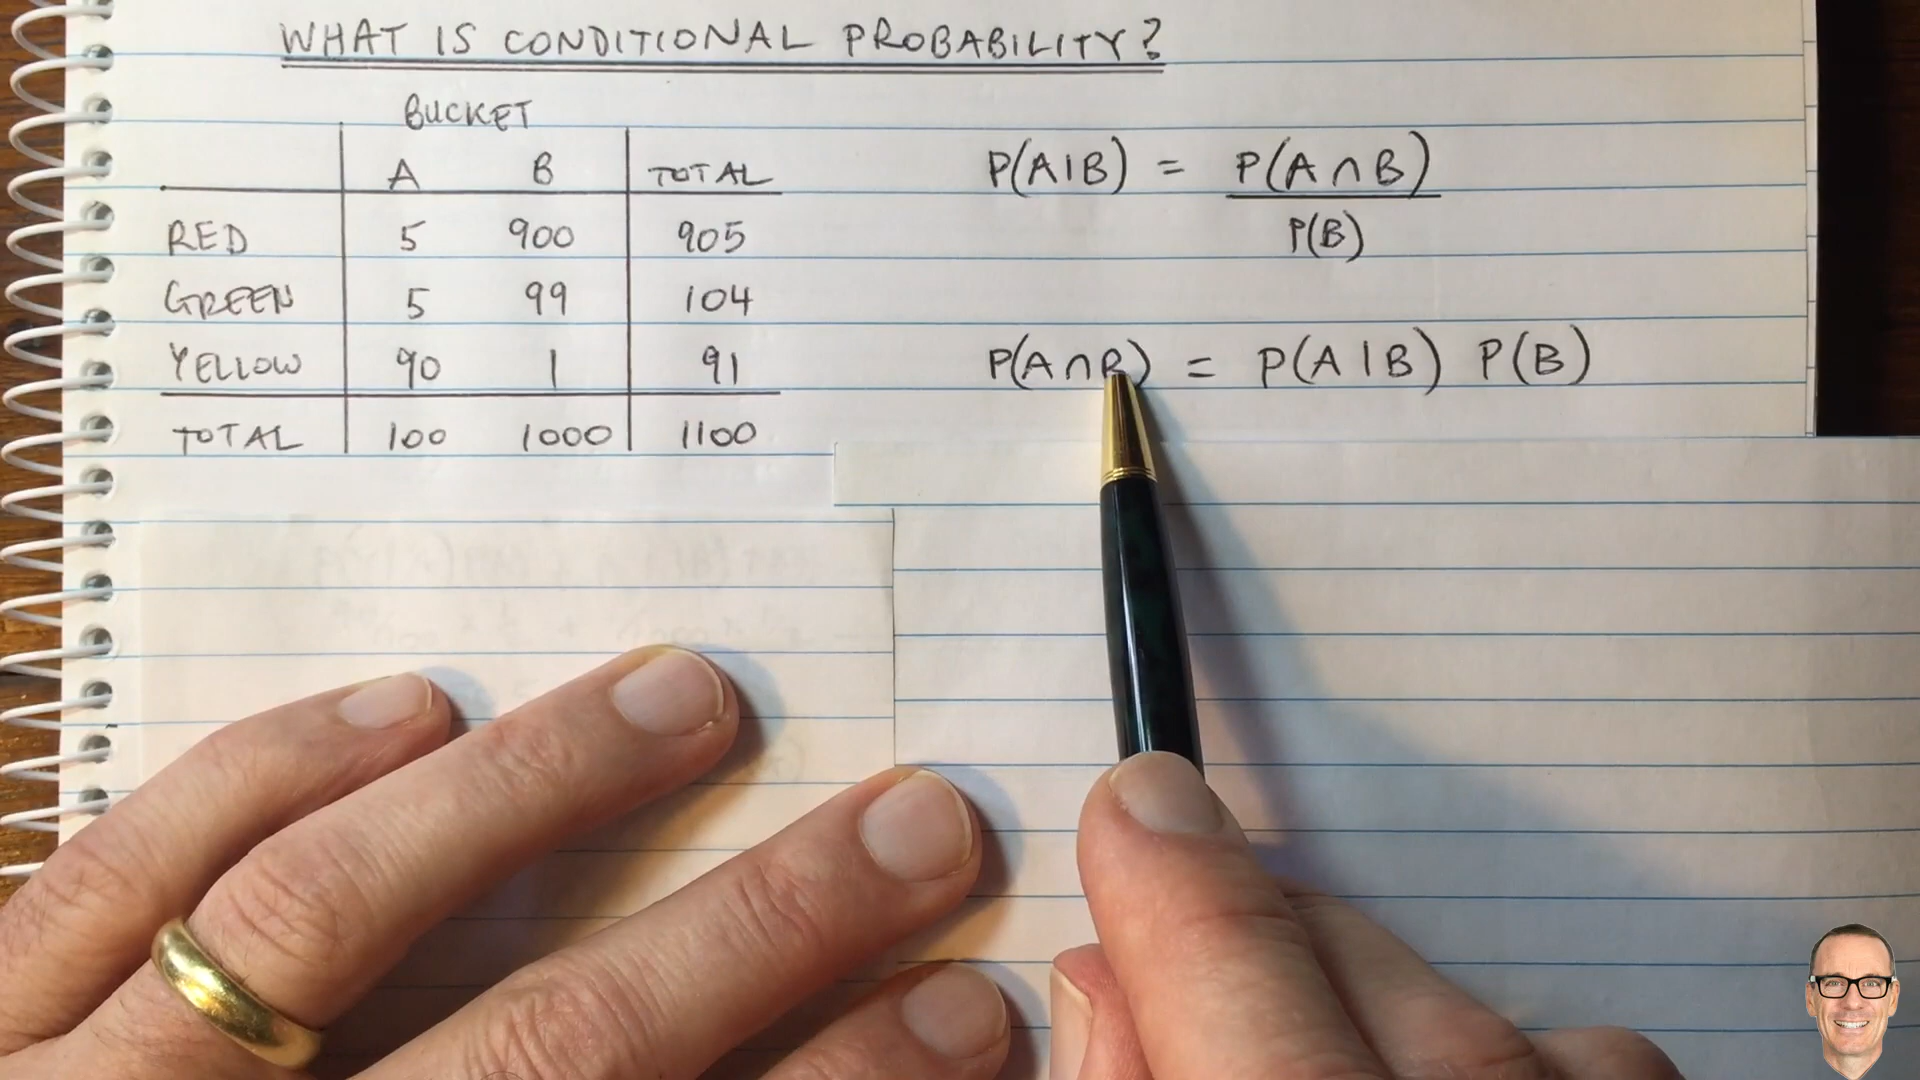 WHAT IS CONDITIONAL PROBABILITY?
BUCKET
A B TOTAL
RED 5 900 905
GREEN 5 99 104
YELLOW 90 1 91
TOTAL 100 1000 1100
P(A|B) = P(A ∩ B)
P(B)
P(A ∩ B) = P(A | B) P(B)